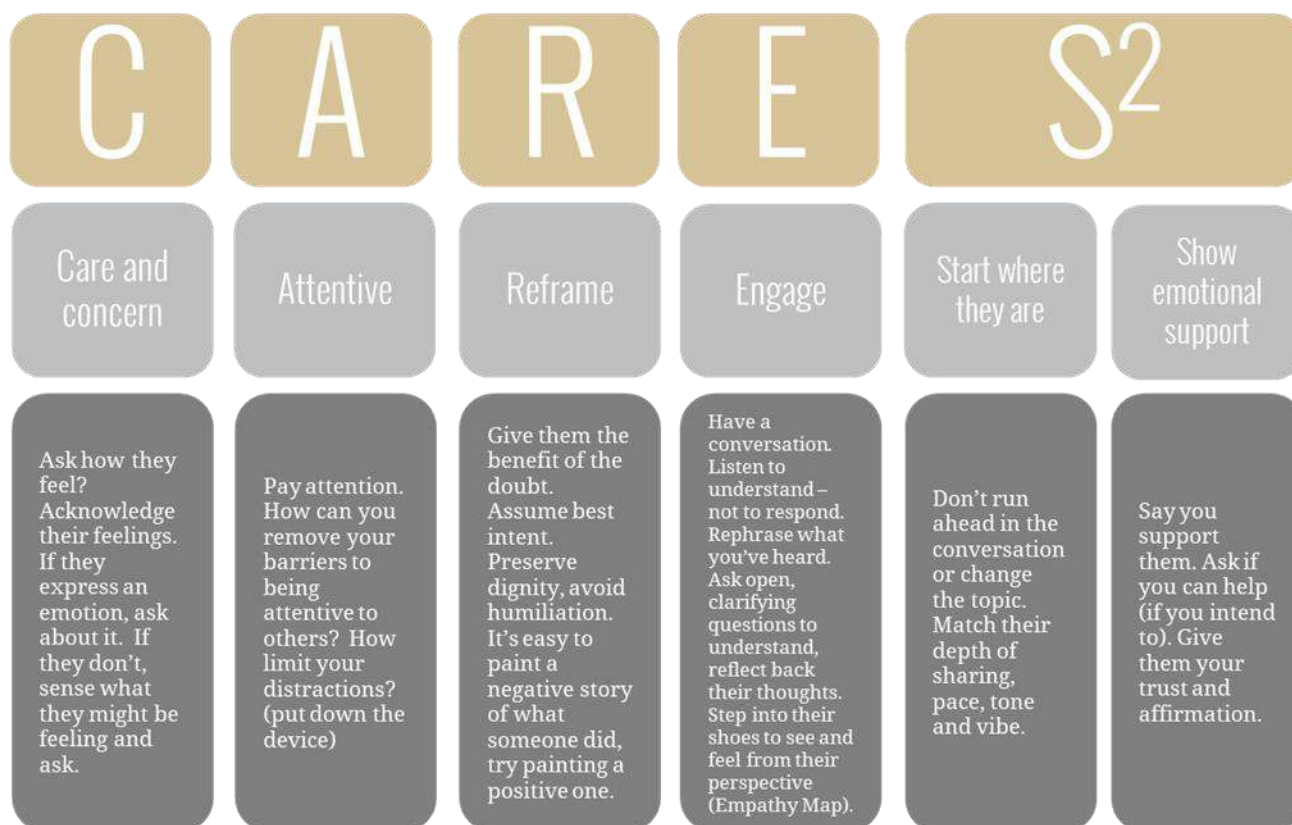 C
A
R
E
S²
Care and
concern
Attentive
Reframe
Engage
Start where
they are
Show
emotional
support
Ask how they
feel?
Acknowledge
their feelings.
If they
express an
emotion, ask
about it.  If
they don't,
sense what
they might be
feeling and
ask.
Pay attention.
How can you
remove your
barriers to
being
attentive to
others?  How
limit your
distractions?
(put down the
device)
Give them the
benefit of the
doubt.
Assume best
intent.
Preserve
dignity, avoid
humiliation.
It's easy to
paint a
negative story
of what
someone did,
try painting a
positive one.
Have a
conversation.
Listen to
understand –
not to respond.
Rephrase what
you've heard.
Ask open,
clarifying
questions to
understand,
reflect back
their thoughts.
Step into their
shoes to see and
feel from their
perspective
(Empathy Map).
Don't run
ahead in the
conversation
or change
the topic.
Match their
depth of
sharing,
pace, tone
and vibe.
Say you
support
them. Ask if
you can help
(if you intend
to). Give
them your
trust and
affirmation.